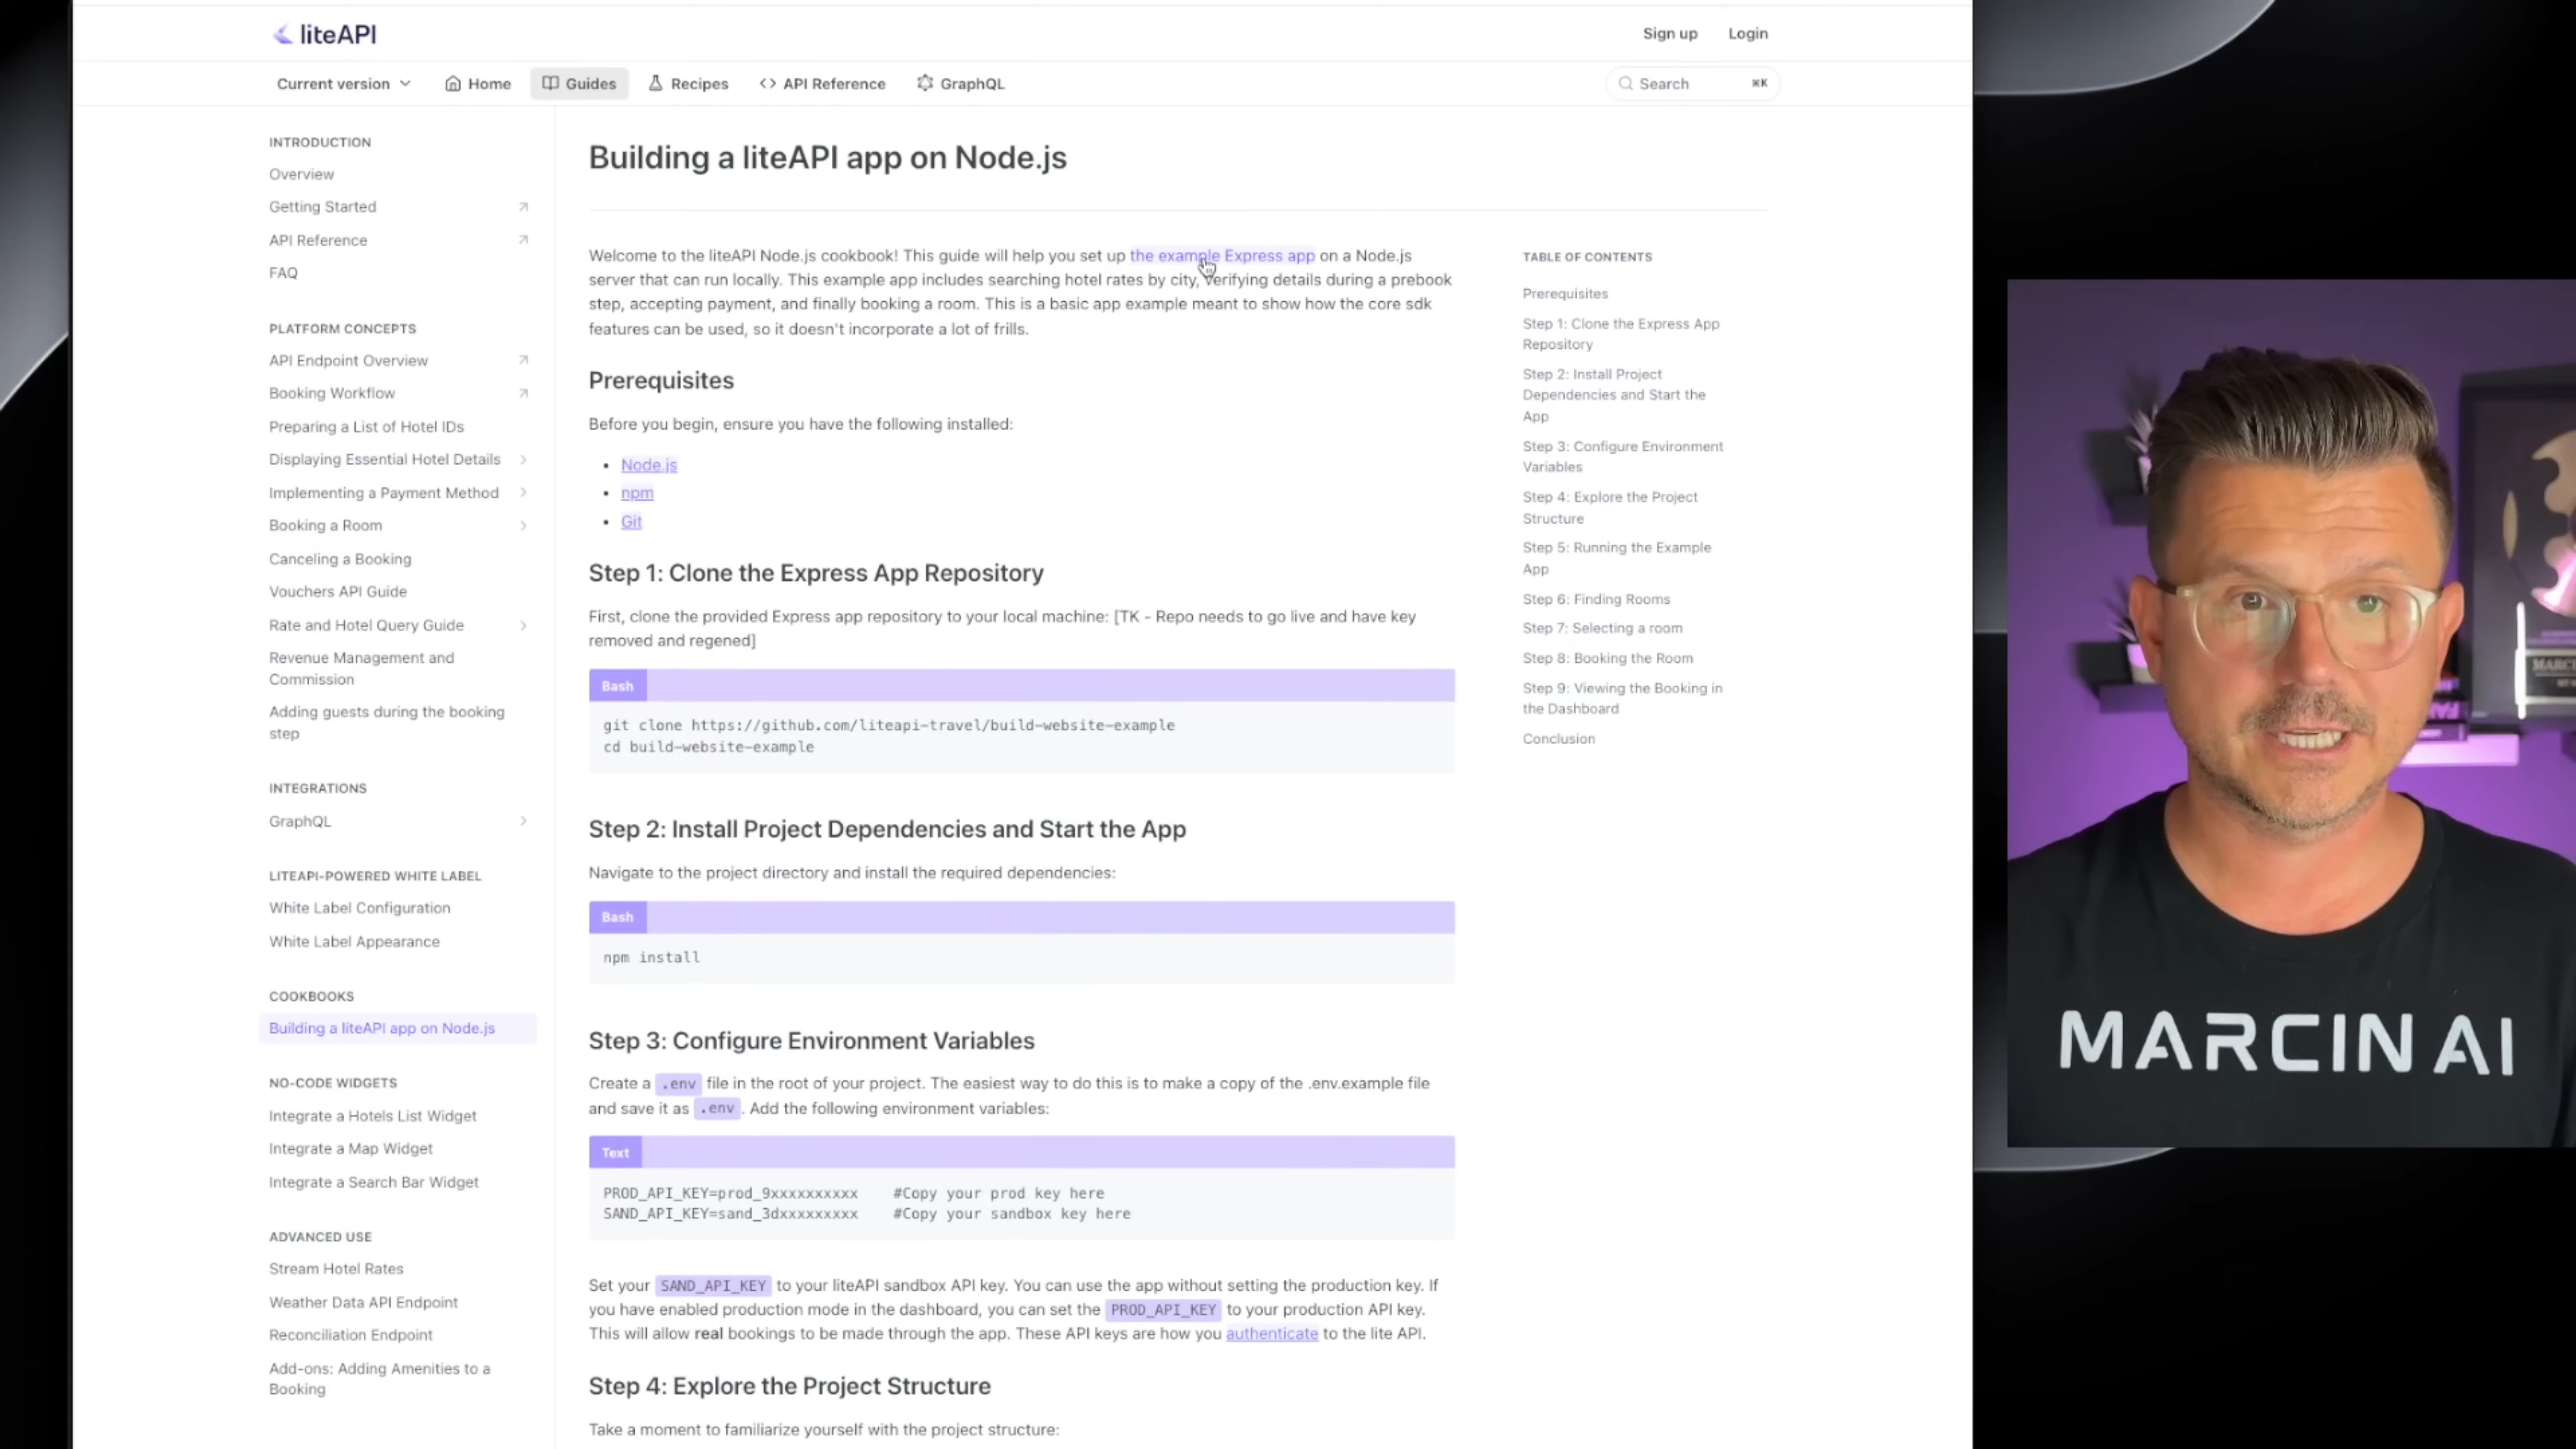 liteAPI
Sign up
Login
Current version
Home
Guides
Recipes
<> API Reference
GraphQL
Search
⌘K
INTRODUCTION
Overview
Getting Started
API Reference
FAQ
PLATFORM CONCEPTS
API Endpoint Overview
Booking Workflow
Preparing a List of Hotel IDs
Displaying Essential Hotel Details
Implementing a Payment Method
Booking a Room
Canceling a Booking
Vouchers API Guide
Rate and Hotel Query Guide
Revenue Management and
Commission
Adding guests during the booking
step
INTEGRATIONS
GraphQL
LITEAPI-POWERED WHITE LABEL
White Label Configuration
White Label Appearance
COOKBOOKS
Building a liteAPI app on Node.js
NO-CODE WIDGETS
Integrate a Hotels List Widget
Integrate a Map Widget
Integrate a Search Bar Widget
ADVANCED USE
Stream Hotel Rates
Weather Data API Endpoint
Reconciliation Endpoint
Add-ons: Adding Amenities to a
Booking
Building a liteAPI app on Node.js
Welcome to the liteAPI Node.js cookbook! This guide will help you set up the example Express app on a Node.js
server that can run locally. This example app includes searching hotel rates by city, verifying details during a prebook
step, accepting payment, and finally booking a room. This is a basic app example meant to show how the core sdk
features can be used, so it doesn't incorporate a lot of frills.
Prerequisites
Before you begin, ensure you have the following installed:
• Node.js
• npm
• Git
Step 1: Clone the Express App Repository
First, clone the provided Express app repository to your local machine: [TK - Repo needs to go live and have key
removed and regened]
Bash
git clone https://github.com/liteapi-travel/build-website-example
cd build-website-example
Step 2: Install Project Dependencies and Start the App
Navigate to the project directory and install the required dependencies:
Bash
npm install
Step 3: Configure Environment Variables
Create a .env file in the root of your project. The easiest way to do this is to make a copy of the .env.example file
and save it as .env . Add the following environment variables:
Text
PROD_API_KEY=prod_9xxxxxxxxxx #Copy your prod key here
SAND_API_KEY=sand_3dxxxxxxxxx #Copy your sandbox key here
Set your SAND_API_KEY to your liteAPI sandbox API key. You can use the app without setting the production key. If
you have enabled production mode in the dashboard, you can set the PROD_API_KEY to your production API key.
This will allow real bookings to be made through the app. These API keys are how you authenticate to the lite API.
Step 4: Explore the Project Structure
Take a moment to familiarize yourself with the project structure:
TABLE OF CONTENTS
Prerequisites
Step 1: Clone the Express App
Repository
Step 2: Install Project
Dependencies and Start the
App
Step 3: Configure Environment
Variables
Step 4: Explore the Project
Structure
Step 5: Running the Example
App
Step 6: Finding Rooms
Step 7: Selecting a room
Step 8: Booking the Room
Step 9: Viewing the Booking in
the Dashboard
Conclusion
MARCIN AI